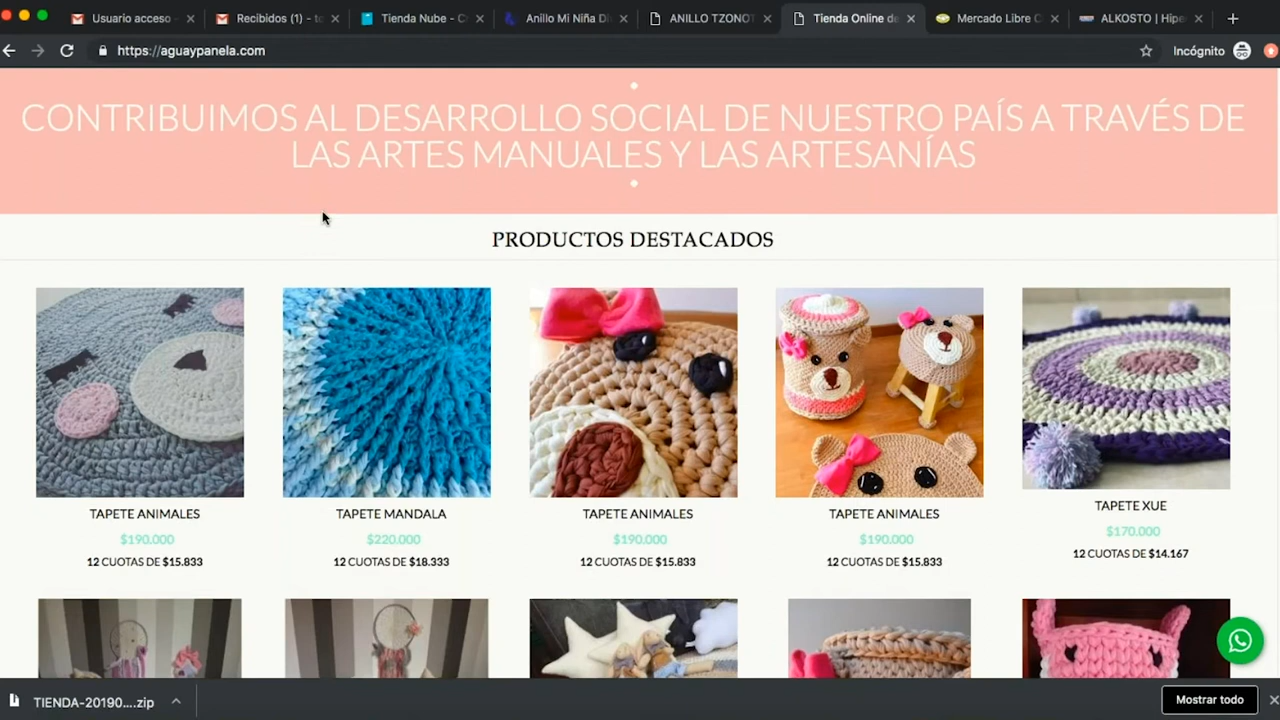 Usuario acceso
Recibidos (1) - to
Tienda Nube - C
Anillo Mi Niña Di
ANILLO TZONOT
Tienda Online de
Mercado Libre C
ALKOSTO | Hipe
https://aguaypanela.com
Incógnito
CONTRIBUIMOS AL DESARROLLO SOCIAL DE NUESTRO PAÍS A TRAVÉS DE
LAS ARTES MANUALES Y LAS ARTESANÍAS
PRODUCTOS DESTACADOS
TAPETE ANIMALES
$190.000
12 CUOTAS DE $15.833
TAPETE MANDALA
$220.000
12 CUOTAS DE $18.333
TAPETE ANIMALES
$190.000
12 CUOTAS DE $15.833
TAPETE ANIMALES
$190.000
12 CUOTAS DE $15.833
TAPETE XUE
$170.000
12 CUOTAS DE $14.167
TIENDA-20190....zip
Mostrar todo